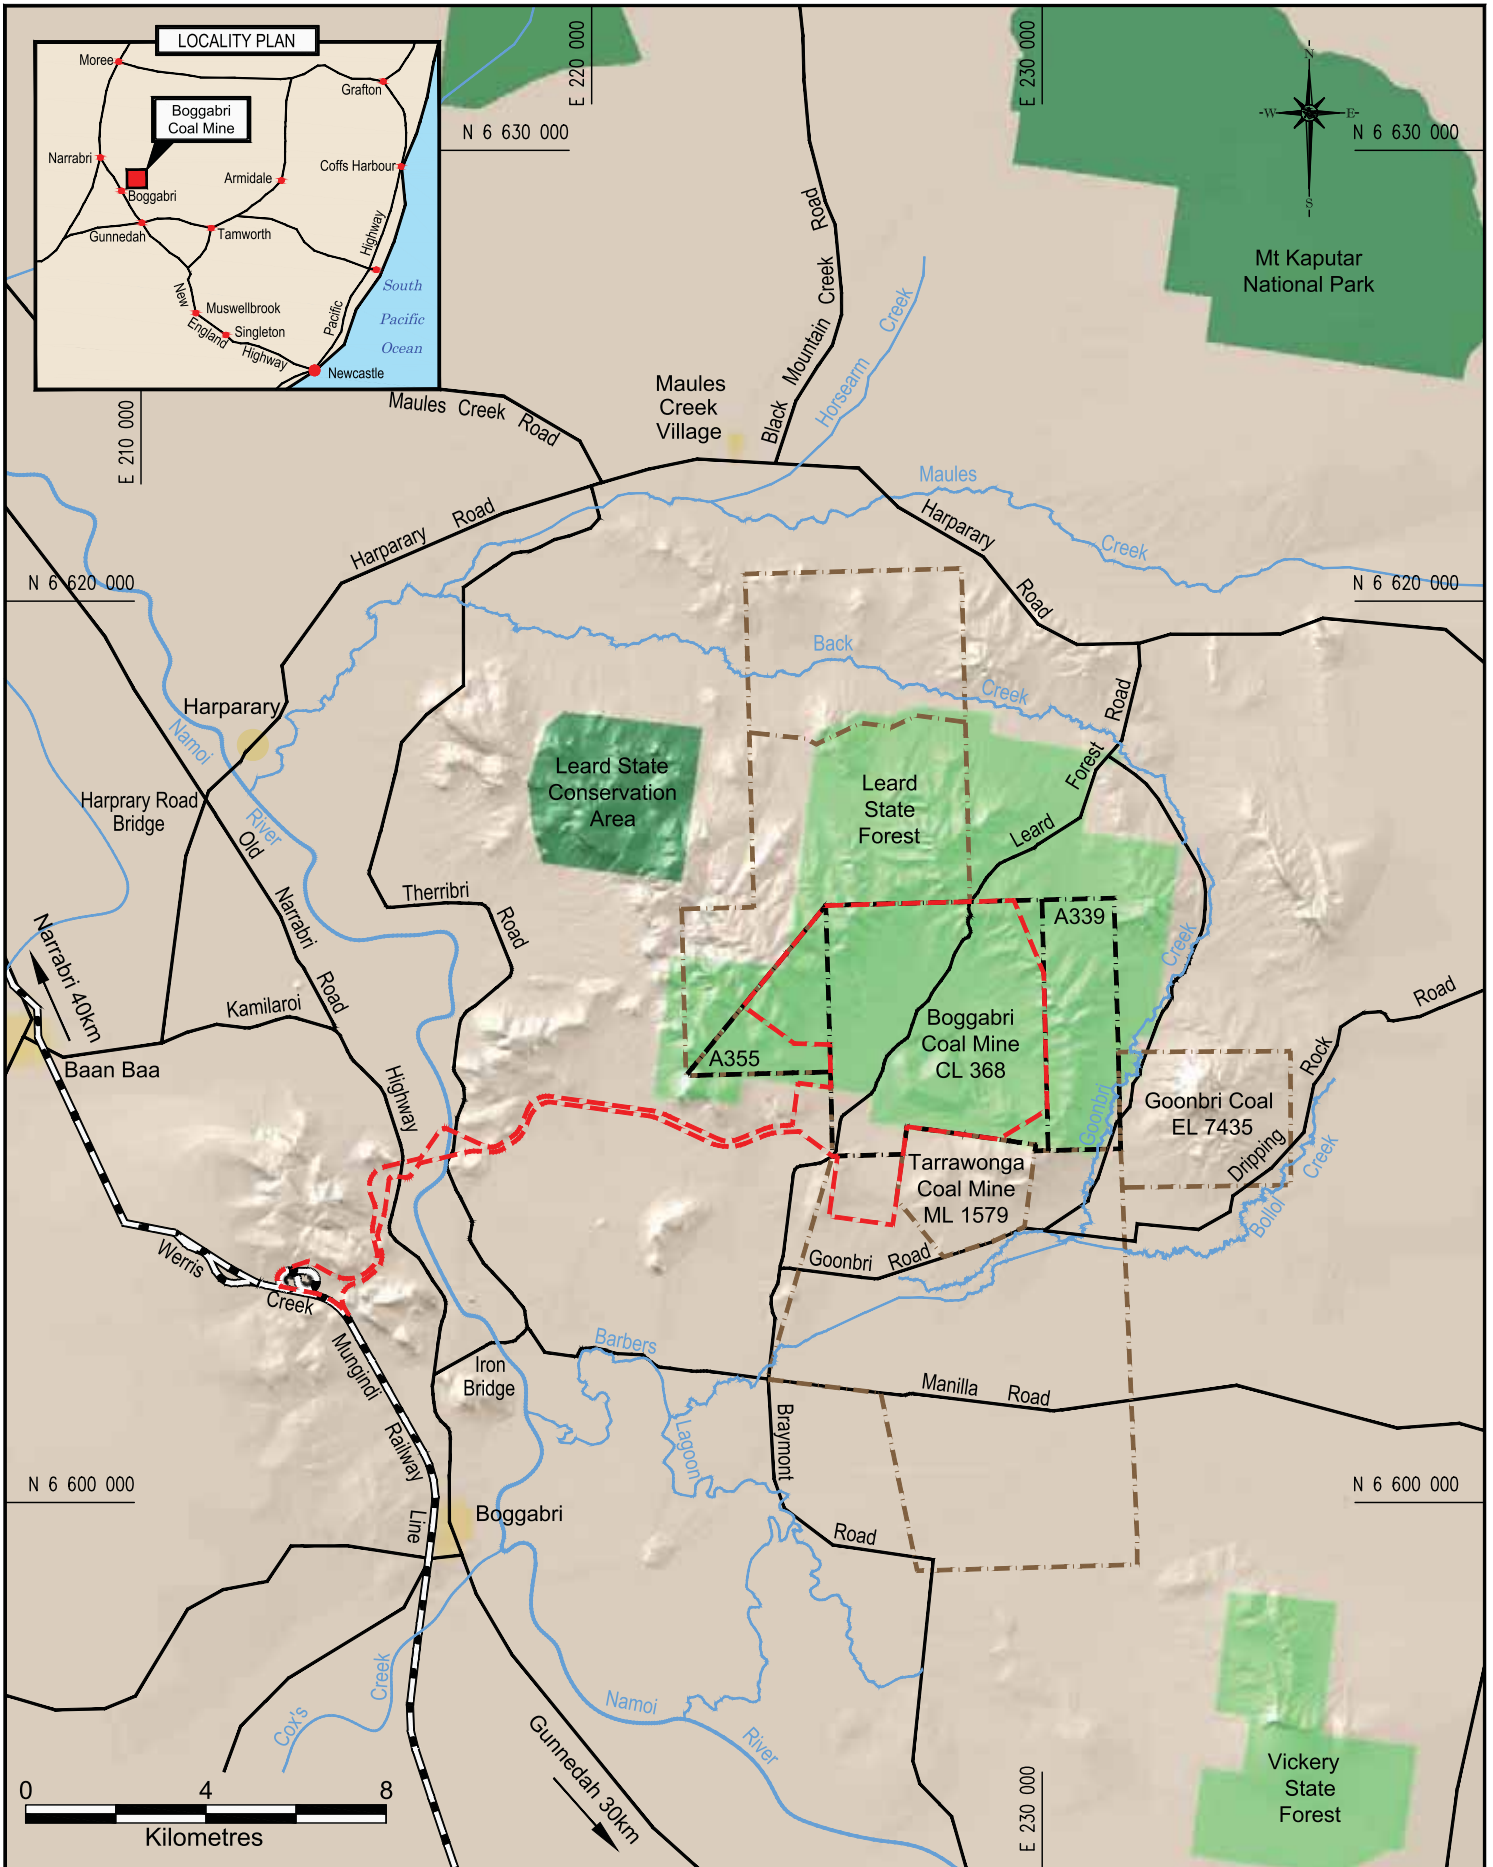 LOCALITY PLAN
Moree
Grafton
Boggabri
Coal Mine
Narrabri
Boggabri
Armidale
Coffs Harbour
Gunnedah
Tamworth
Highway
Pacific
New
England
Highway
Muswellbrook
Singleton
Newcastle
South
Pacific
Ocean
E 220 000
E 230 000
N 6 630 000
N 6 630 000
N
W
E
S
Mt Kaputar
National Park
Black Mountain Creek Road
Horsearm Creek
Maules
Creek
Village
Maules Creek Road
E 210 000
Harparary Road
Maules
Creek
Harparary
Road
N 6 620 000
N 6 620 000
Back
Creek
Harparary
Namoi
River
Harprary Road
Bridge
Old
Narrabri
Road
Leard State
Conservation
Area
Leard
State
Forest
Leard Forest Road
Therribri
Road
A339
Narrabri 40km
Kamilaroi
Highway
Baan Baa
Boggabri
Coal Mine
CL 368
A355
Goonbri
Creek
Goonbri Coal
EL 7435
Dripping Rock
Road
Bollol
Creek
Tarrawonga
Coal Mine
ML 1579
Goonbri Road
Werris
Creek
Mungindi
Railway
Line
Iron
Bridge
Barbers
Lagoon
Manilla Road
Braymont
Road
N 6 600 000
N 6 600 000
Boggabri
Cox's
Creek
Namoi
River
Gunnedah 30km
Vickery
State
Forest
E 230 000
0 4 8
Kilometres